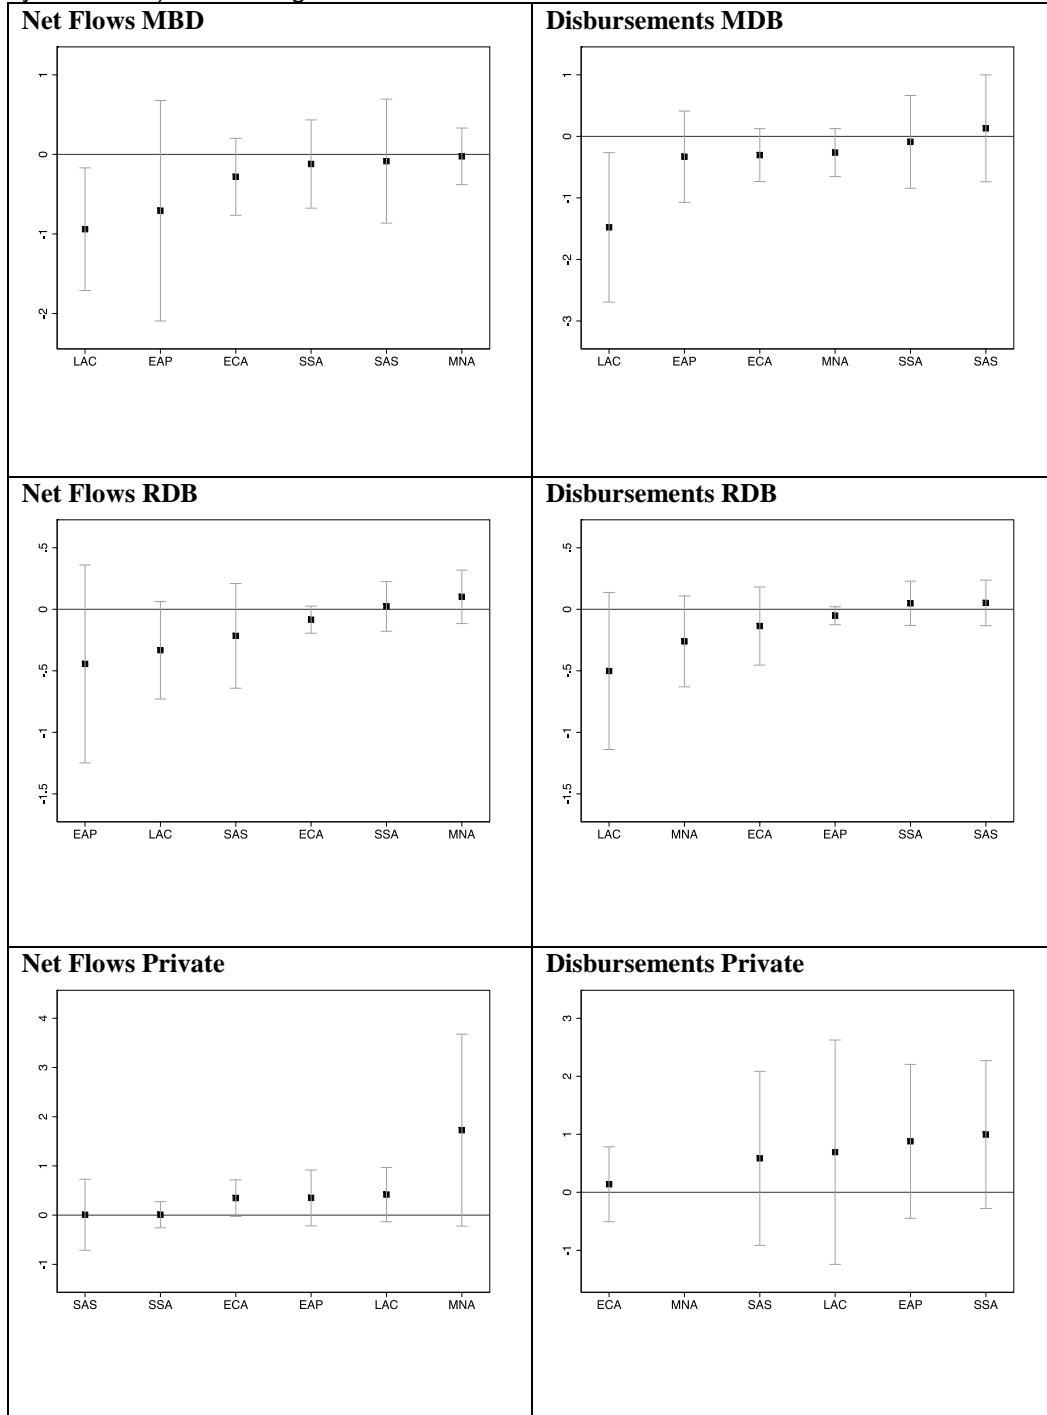 Net Flows MBD
1
0
-1
-2
LAC EAP ECA SSA SAS MNA
Disbursements MDB
1
0
-1
-2
-3
LAC EAP ECA MNA SSA SAS
Net Flows RDB
.5
0
-.5
-1
-1.5
EAP LAC SAS ECA SSA MNA
Disbursements RDB
.5
0
-.5
-1
-1.5
LAC MNA ECA EAP SSA SAS
Net Flows Private
4
3
2
1
0
-1
SAS SSA ECA EAP LAC MNA
Disbursements Private
3
2
1
0
-1
ECA MNA SAS LAC EAP SSA